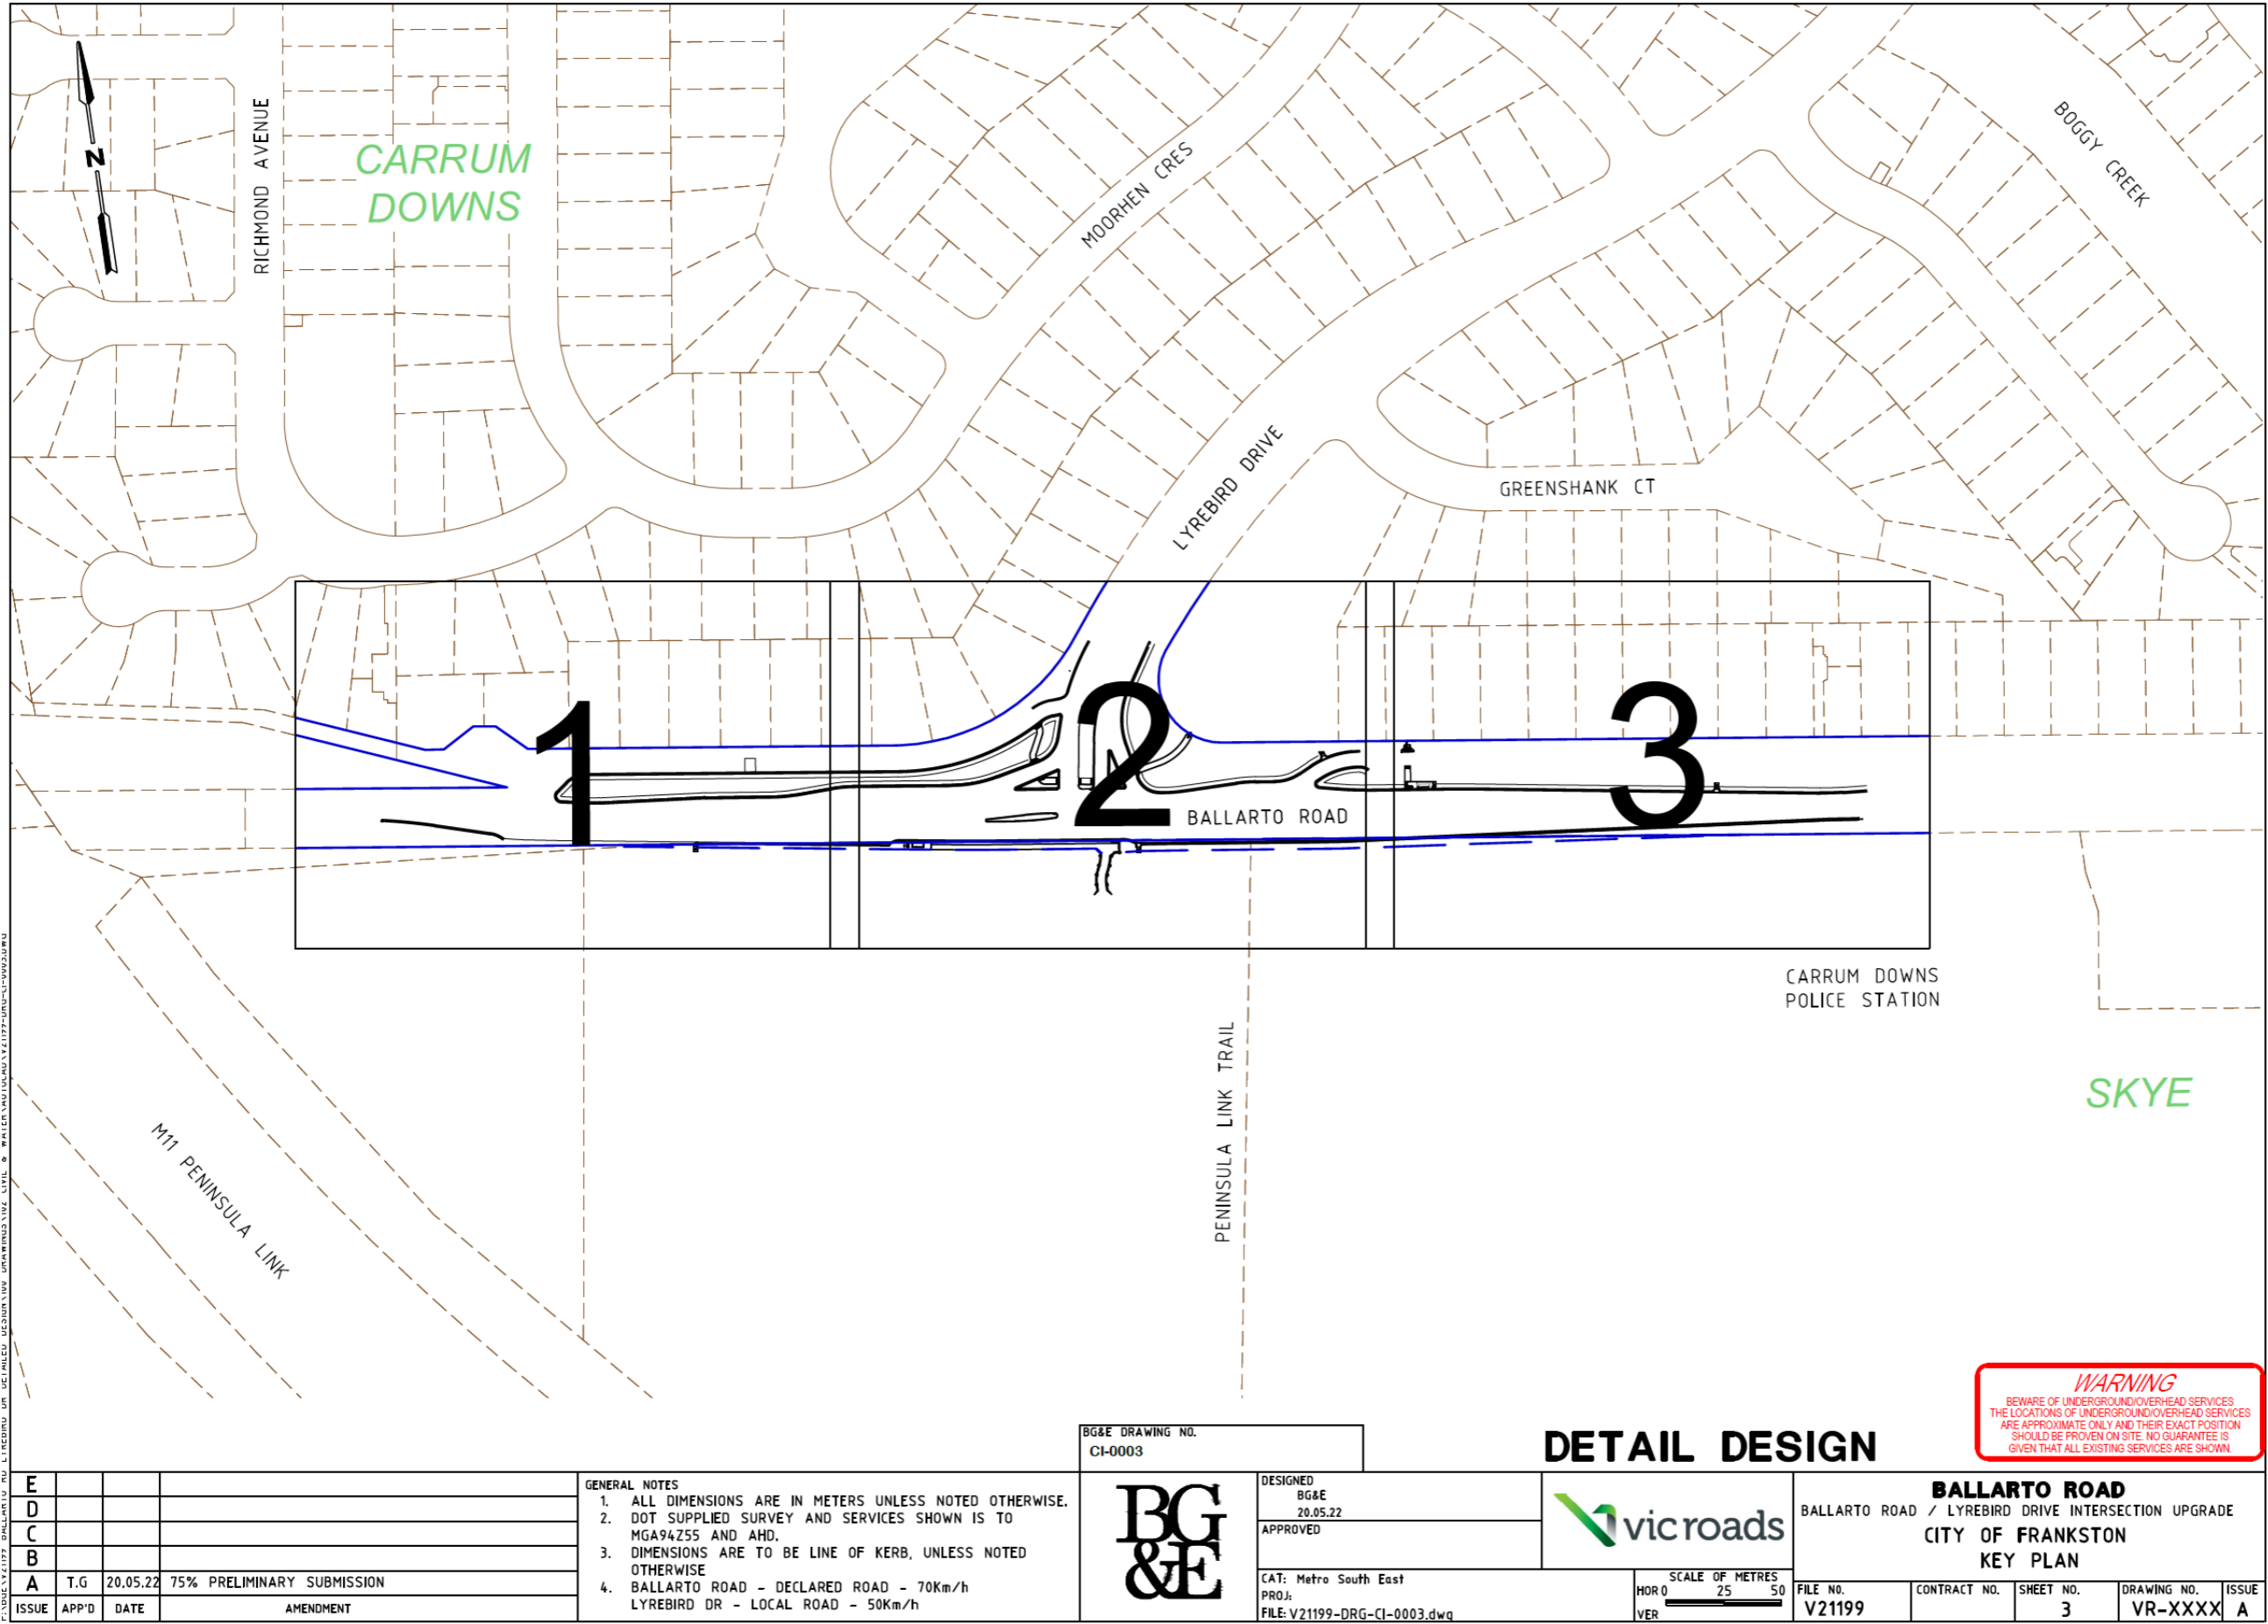 N
RICHMOND AVENUE
CARRUM
DOWNS
MOORHEN CRES
BOGGY CREEK
LYREBIRD DRIVE
GREENSHANK CT
1
2
3
BALLARTO ROAD
CARRUM DOWNS
POLICE STATION
PENINSULA LINK TRAIL
SKYE
M11 PENINSULA LINK
WARNING
BEWARE OF UNDERGROUND/OVERHEAD SERVICES
THE LOCATIONS OF UNDERGROUND/OVERHEAD SERVICES
ARE APPROXIMATE ONLY AND THEIR EXACT POSITION
SHOULD BE PROVEN ON SITE. NO GUARANTEE IS
GIVEN THAT ALL EXISTING SERVICES ARE SHOWN.
DETAIL DESIGN
BG&E DRAWING NO.
CI-0003
E
D
C
B
A T.G 20.05.22 75% PRELIMINARY SUBMISSION
ISSUE APP'D DATE AMENDMENT
GENERAL NOTES
1. ALL DIMENSIONS ARE IN METERS UNLESS NOTED OTHERWISE.
2. DOT SUPPLIED SURVEY AND SERVICES SHOWN IS TO
MGA94Z55 AND AHD.
3. DIMENSIONS ARE TO BE LINE OF KERB, UNLESS NOTED
OTHERWISE
4. BALLARTO ROAD - DECLARED ROAD - 70Km/h
LYREBIRD DR - LOCAL ROAD - 50Km/h
BG
&E
DESIGNED
BG&E
20.05.22
APPROVED
CAT: Metro South East
PROJ:
FILE: V21199-DRG-CI-0003.dwg
vicroads
SCALE OF METRES
HOR 0 25 50
VER
BALLARTO ROAD
BALLARTO ROAD / LYREBIRD DRIVE INTERSECTION UPGRADE
CITY OF FRANKSTON
KEY PLAN
FILE NO. CONTRACT NO. SHEET NO. DRAWING NO. ISSUE
V21199 3 VR-XXXX A